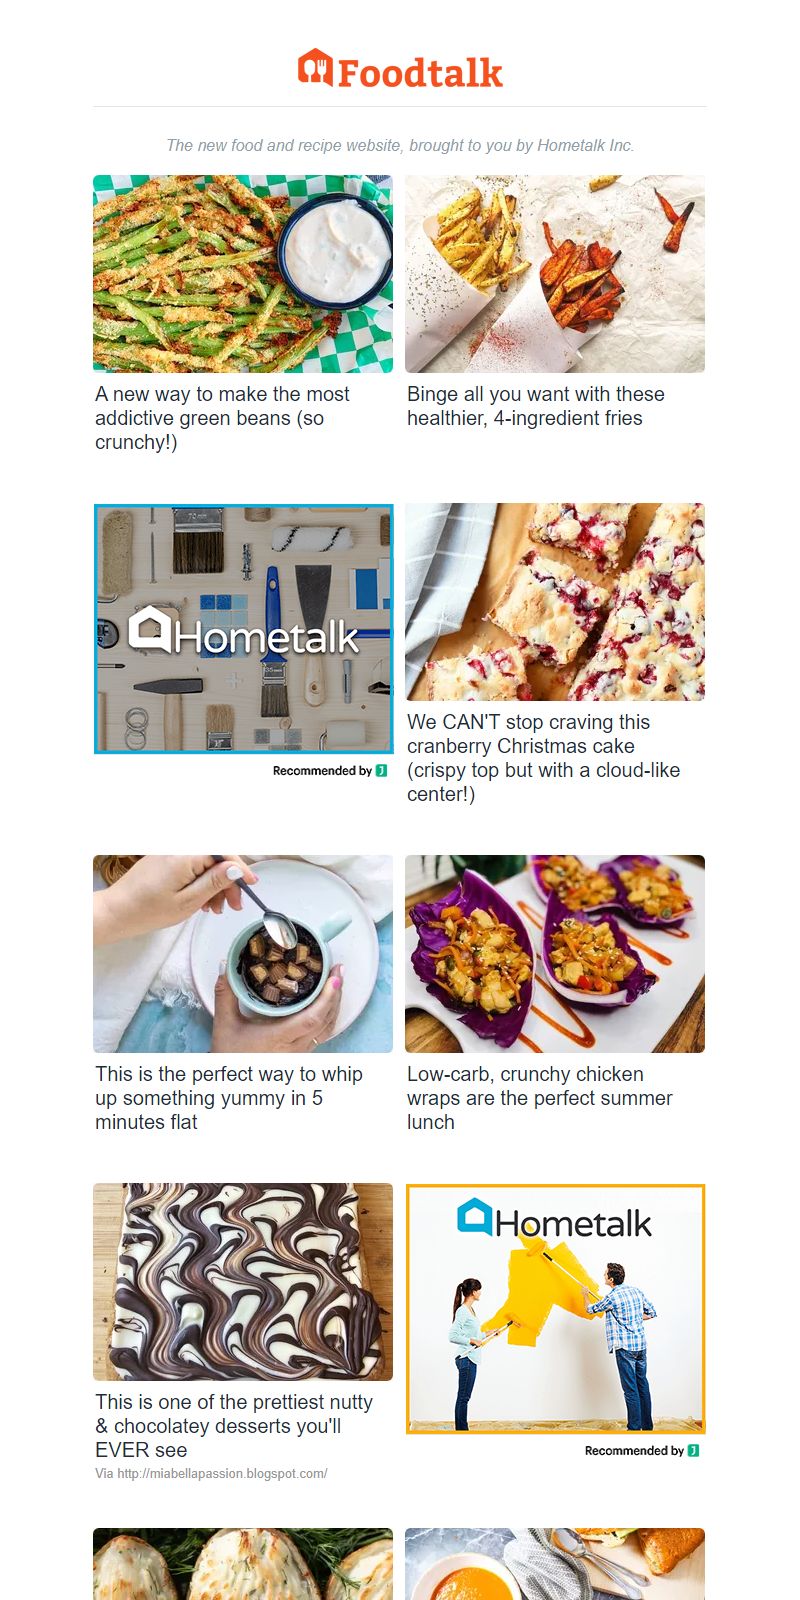 Foodtalk
The new food and recipe website, brought to you by Hometalk Inc.
A new way to make the most
addictive green beans (so
crunchy!)
Binge all you want with these
healthier, 4-ingredient fries
70 mm
Hometalk
35 mm
Recommended by J
We CAN'T stop craving this
cranberry Christmas cake
(crispy top but with a cloud-like
center!)
This is the perfect way to whip
up something yummy in 5
minutes flat
Low-carb, crunchy chicken
wraps are the perfect summer
lunch
This is one of the prettiest nutty
& chocolatey desserts you'll
EVER see
Via http://miabellapassion.blogspot.com/
Hometalk
Recommended by J